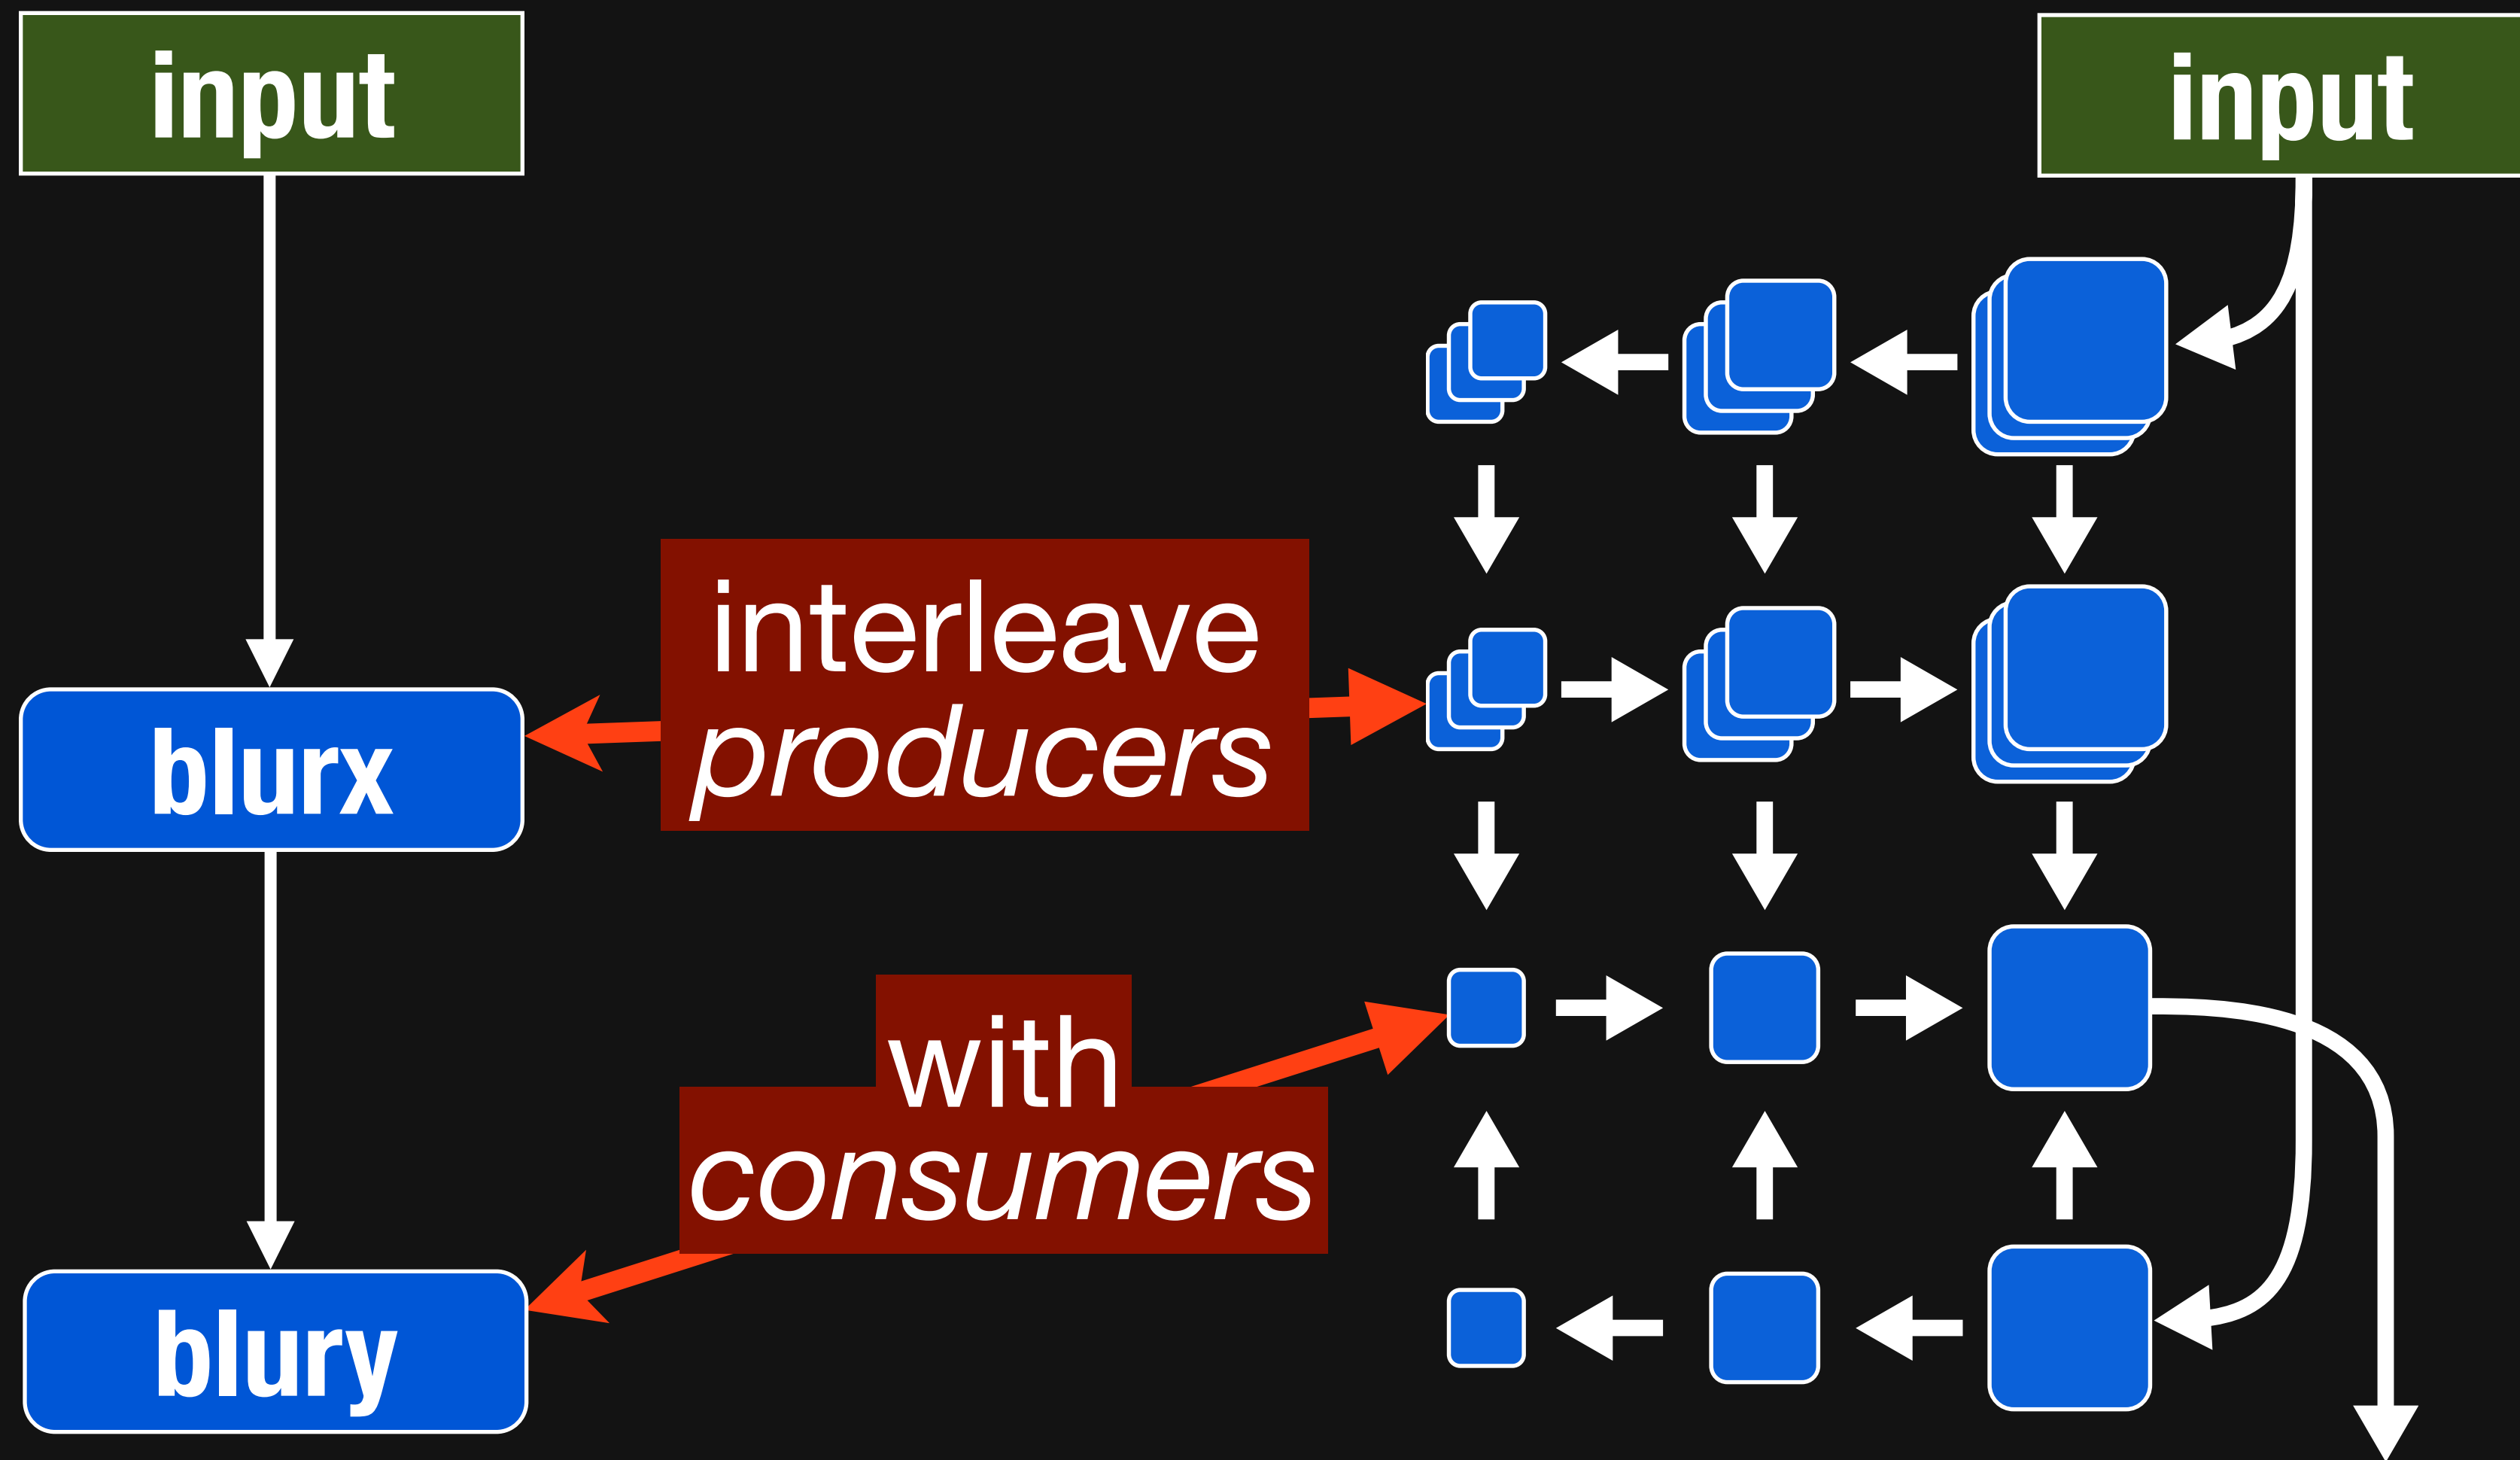 input
input
interleave
producers
blurx
with
consumers
blury